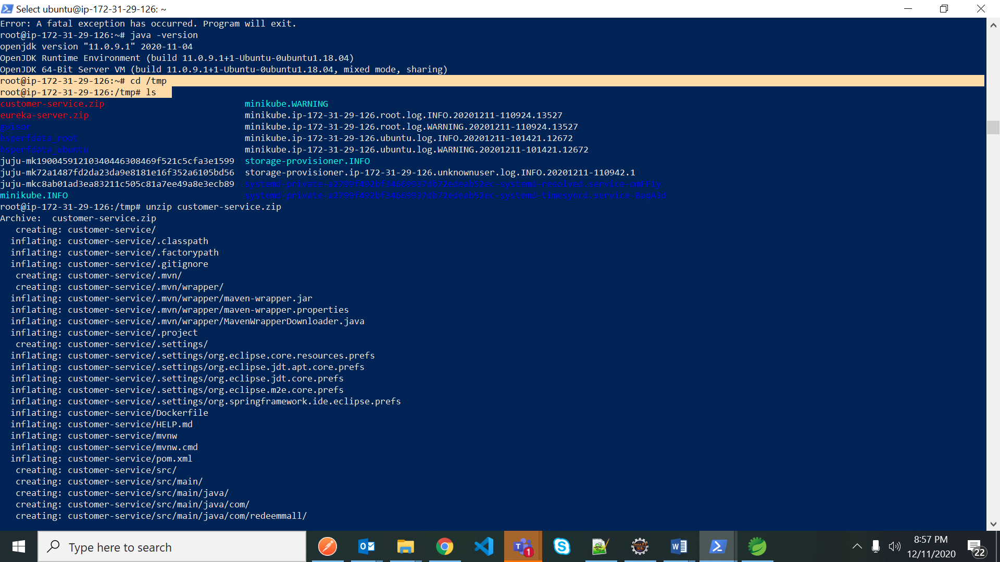 Select ubuntu@ip-172-31-29-126: ~
Error: A fatal exception has occurred. Program will exit.
root@ip-172-31-29-126:~# java -version
openjdk version "11.0.9.1" 2020-11-04
OpenJDK Runtime Environment (build 11.0.9.1+1-Ubuntu-0ubuntu1.18.04)
OpenJDK 64-Bit Server VM (build 11.0.9.1+1-Ubuntu-0ubuntu1.18.04, mixed mode, sharing)
root@ip-172-31-29-126:~# cd /tmp
root@ip-172-31-29-126:/tmp# ls
customer-service.zip minikube.WARNING
eureka-server.zip minikube.ip-172-31-29-126.root.log.INFO.20201211-110924.13527
gvisor minikube.ip-172-31-29-126.root.log.WARNING.20201211-110924.13527
hsperfdata_root minikube.ip-172-31-29-126.ubuntu.log.INFO.20201211-101421.12672
hsperfdata_ubuntu minikube.ip-172-31-29-126.ubuntu.log.WARNING.20201211-101421.12672
juju-mk19004591210340446308469f521c5cfa3e1599 storage-provisioner.INFO
juju-mk72a1487fd2da23da9e8181e16f352a6105bd56 storage-provisioner.ip-172-31-29-126.unknownuser.log.INFO.20201211-110942.1
juju-mkc8ab01ad3ea83211c505c81a7ee49a8e3ecb89
minikube.INFO
root@ip-172-31-29-126:/tmp# unzip customer-service.zip
Archive:  customer-service.zip
creating: customer-service/
inflating: customer-service/.classpath
inflating: customer-service/.factorypath
inflating: customer-service/.gitignore
creating: customer-service/.mvn/
creating: customer-service/.mvn/wrapper/
inflating: customer-service/.mvn/wrapper/maven-wrapper.jar
inflating: customer-service/.mvn/wrapper/maven-wrapper.properties
inflating: customer-service/.mvn/wrapper/MavenWrapperDownloader.java
inflating: customer-service/.project
creating: customer-service/.settings/
inflating: customer-service/.settings/org.eclipse.core.resources.prefs
inflating: customer-service/.settings/org.eclipse.jdt.apt.core.prefs
inflating: customer-service/.settings/org.eclipse.jdt.core.prefs
inflating: customer-service/.settings/org.eclipse.m2e.core.prefs
inflating: customer-service/.settings/org.springframework.ide.eclipse.prefs
inflating: customer-service/Dockerfile
inflating: customer-service/HELP.md
inflating: customer-service/mvnw
inflating: customer-service/mvnw.cmd
inflating: customer-service/pom.xml
creating: customer-service/src/
creating: customer-service/src/main/
creating: customer-service/src/main/java/
creating: customer-service/src/main/java/com/
creating: customer-service/src/main/java/com/redeemmall/
Type here to search
1
Java EE
IDE
8:57 PM
12/11/2020
22